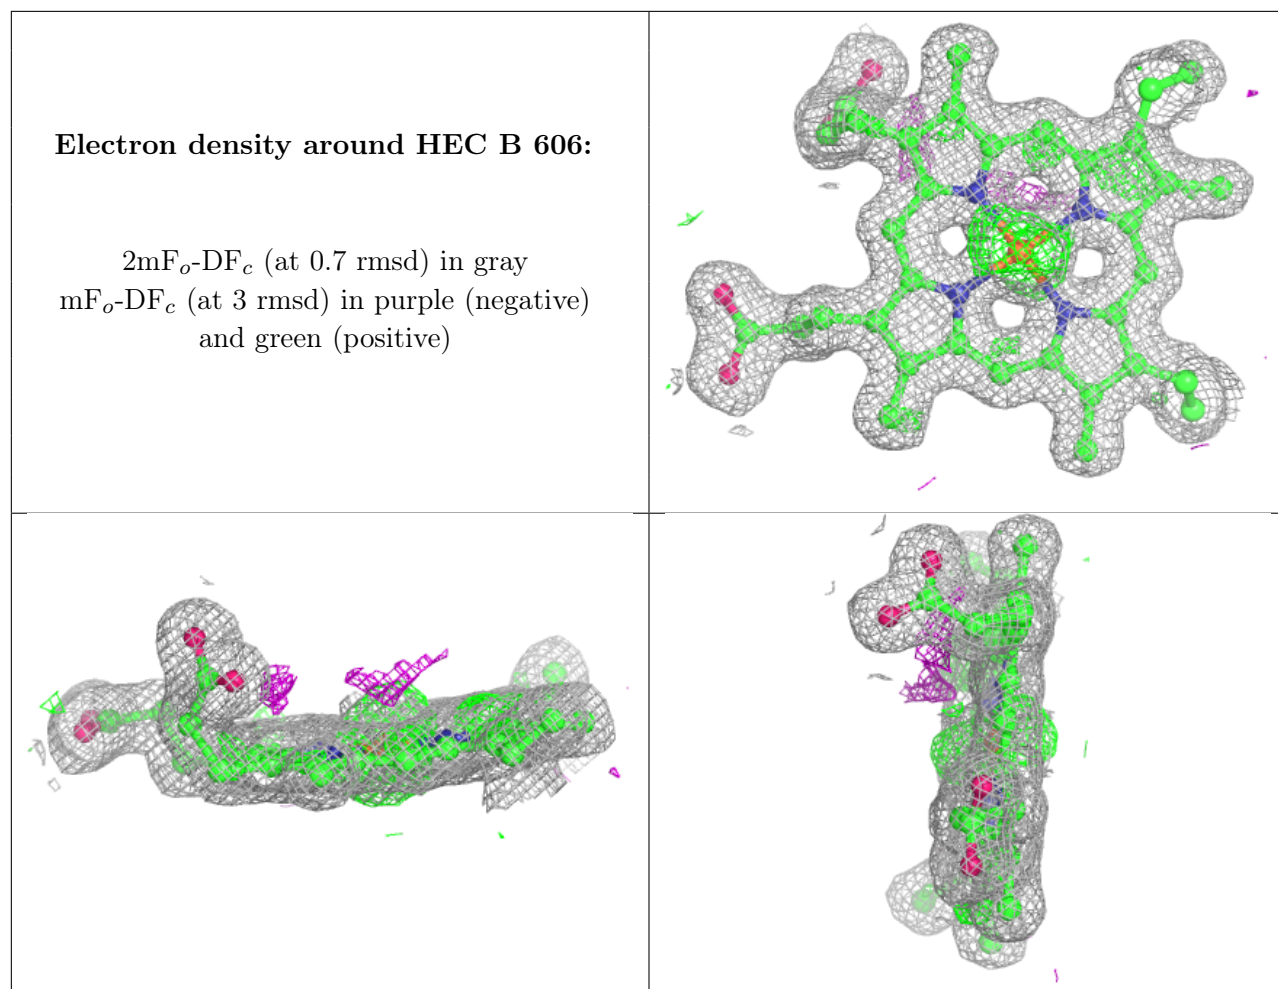 Electron density around HEC B 606:
2mFo-DFc (at 0.7 rmsd) in gray
mFo-DFc (at 3 rmsd) in purple (negative)
and green (positive)